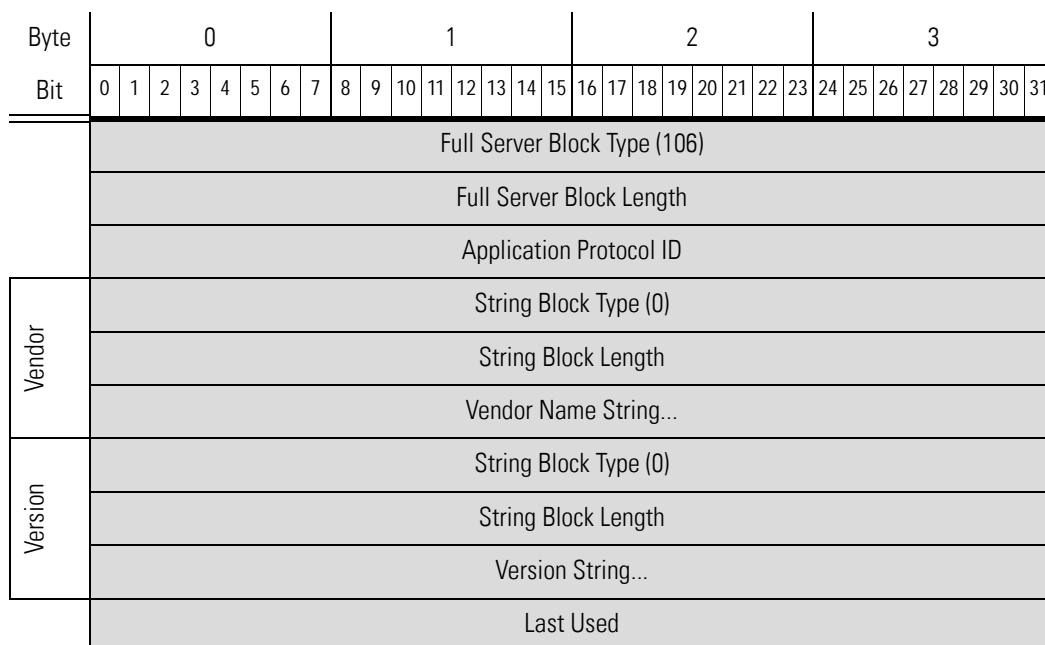 Byte 0 1 2 3
Bit 0 1 2 3 4 5 6 7 8 9 10 11 12 13 14 15 16 17 18 19 20 21 22 23 24 25 26 27 28 29 30 31
Full Server Block Type (106)
Full Server Block Length
Application Protocol ID
Vendor
String Block Type (0)
String Block Length
Vendor Name String...
Version
String Block Type (0)
String Block Length
Version String...
Last Used